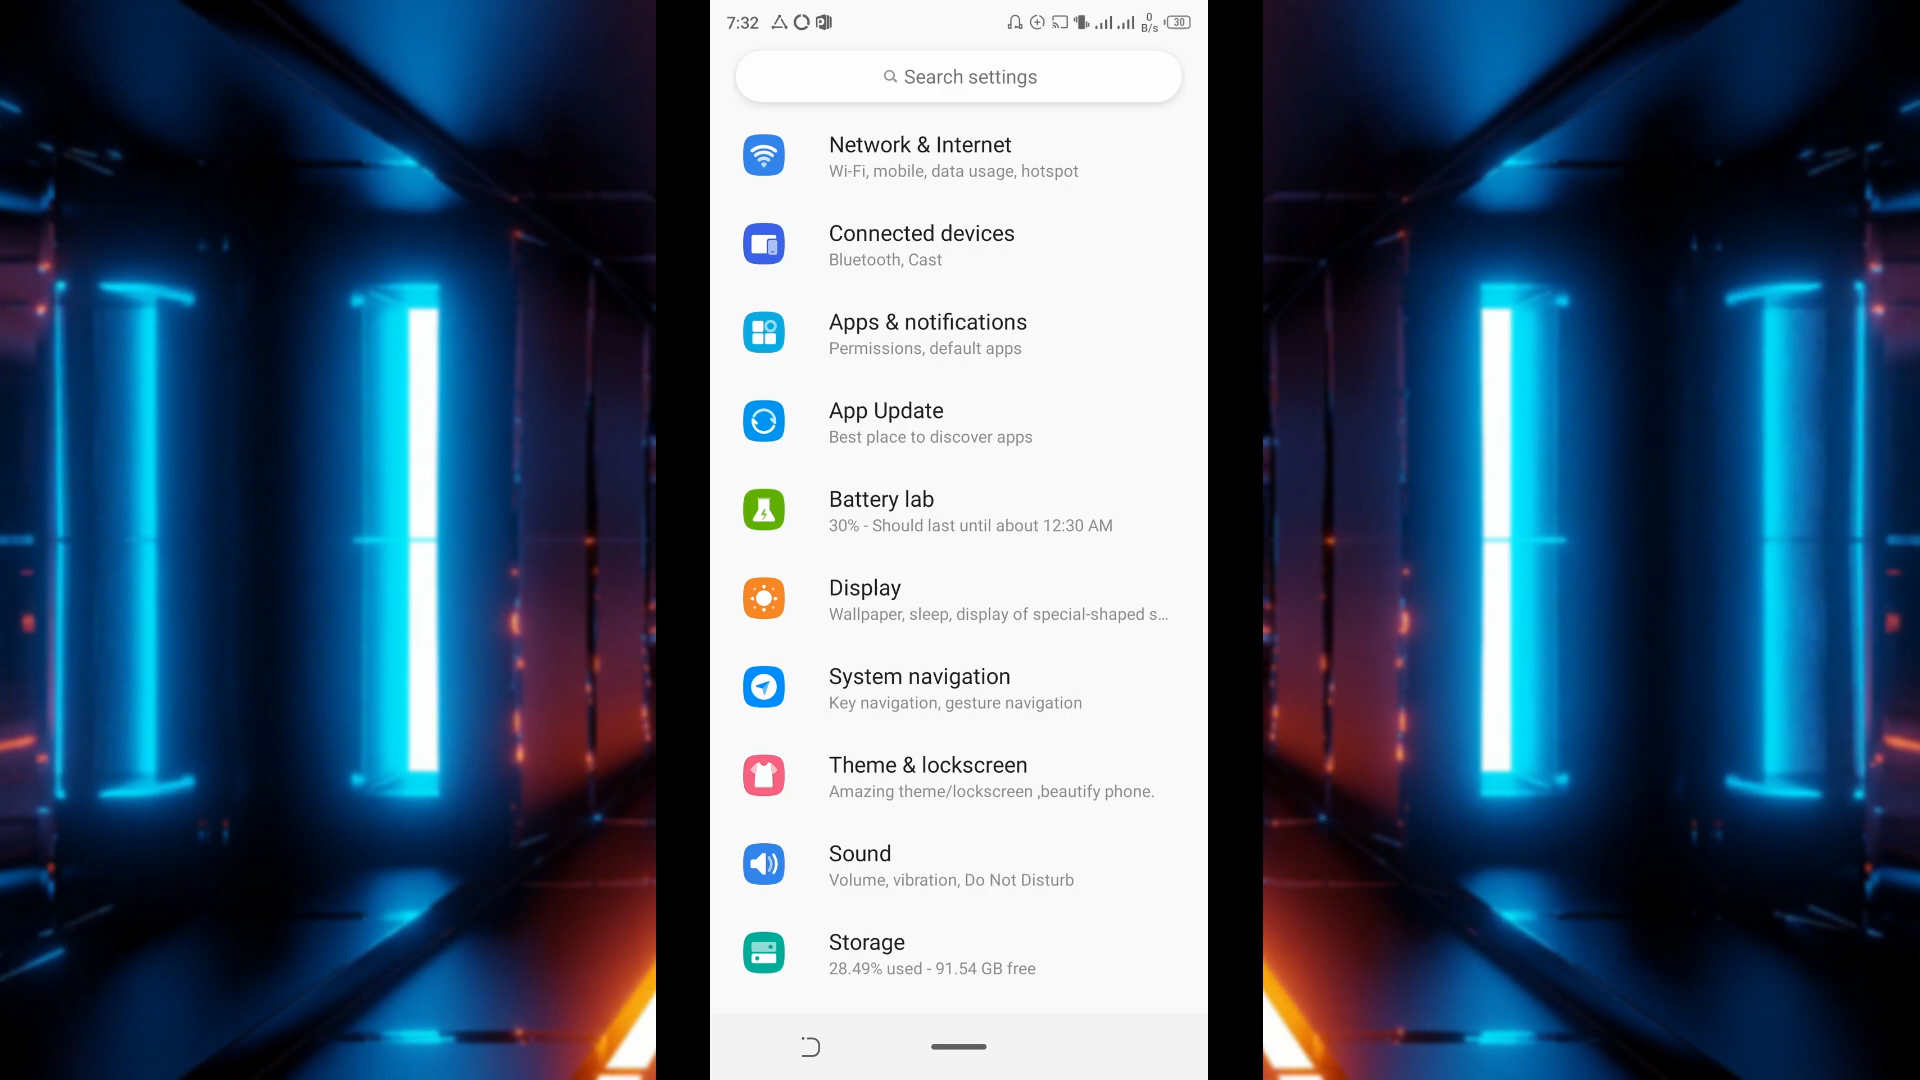 7:32
0
B/s
30
Search settings
Network & Internet
Wi-Fi, mobile, data usage, hotspot
Connected devices
Bluetooth, Cast
Apps & notifications
Permissions, default apps
App Update
Best place to discover apps
Battery lab
30% - Should last until about 12:30 AM
Display
Wallpaper, sleep, display of special-shaped s...
System navigation
Key navigation, gesture navigation
Theme & lockscreen
Amazing theme/lockscreen ,beautify phone.
Sound
Volume, vibration, Do Not Disturb
Storage
28.49% used - 91.54 GB free